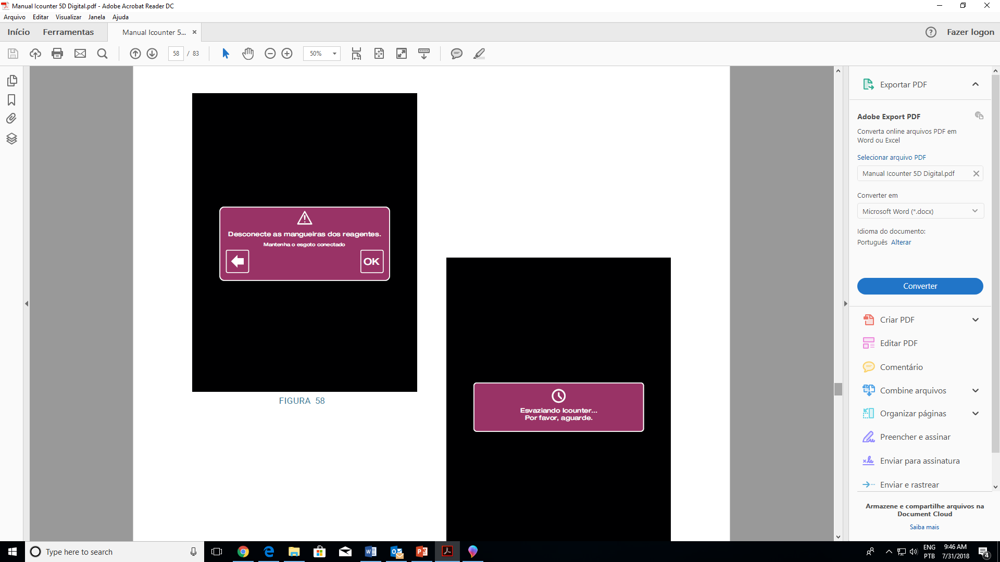 Manual Icounter 5D Digital.pdf - Adobe Acrobat Reader DC
Arquivo Editar Visualizar Janela Ajuda
Início Ferramentas Manual Icounter 5... × Fazer logon
58 / 83 50%
Desconecte as mangueiras dos reagentes.
Mantenha o esgoto conectado
OK
FIGURA 58
Esvaziando Icounter...
Por favor, aguarde.
Exportar PDF
Adobe Export PDF
Converta online arquivos PDF em
Word ou Excel
Selecionar arquivo PDF
Manual Icounter 5D Digital.pdf
Converter em
Microsoft Word (*.docx)
Idioma do documento:
Português Alterar
Converter
Criar PDF
Editar PDF
Comentário
Combine arquivos
Organizar páginas
Preencher e assinar
Enviar para assinatura
Enviar e rastrear
Armazene e compartilhe arquivos na
Document Cloud
Saiba mais
Type here to search
ENG
PTB
9:46 AM
7/31/2018
4